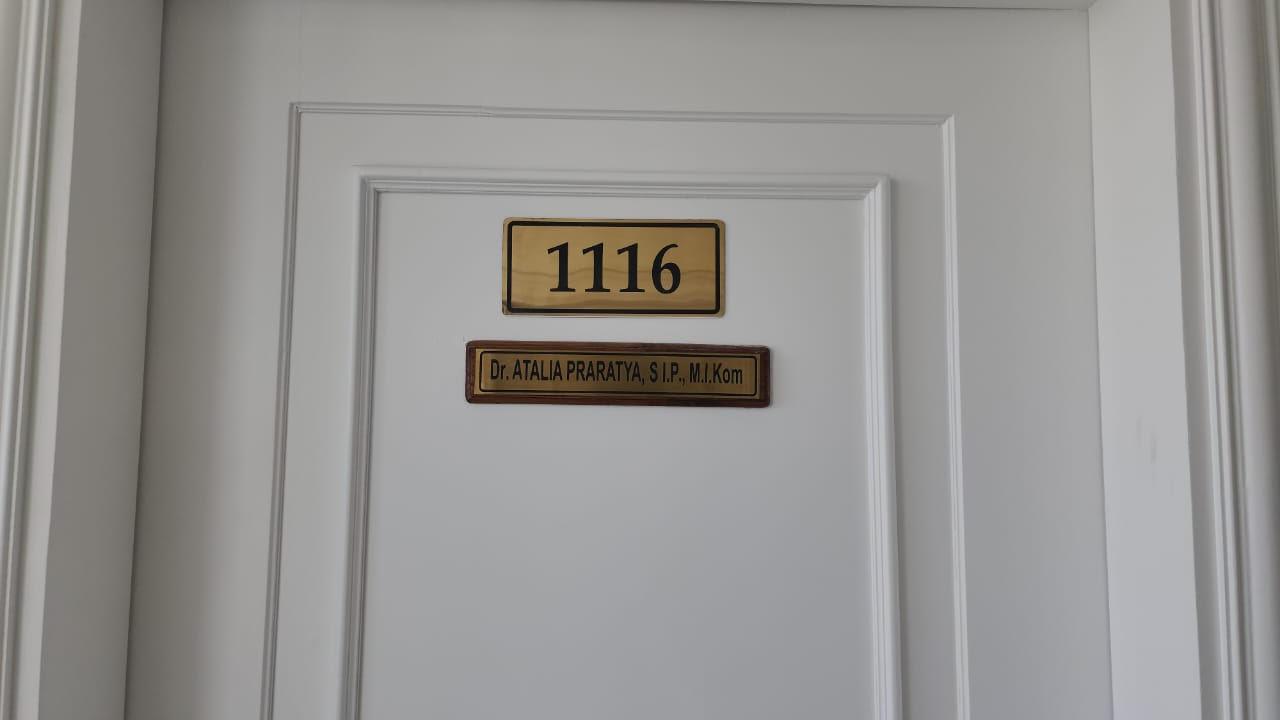 1116
Dr. ATALIA PRARATYA, S I.P., M.I.Kom